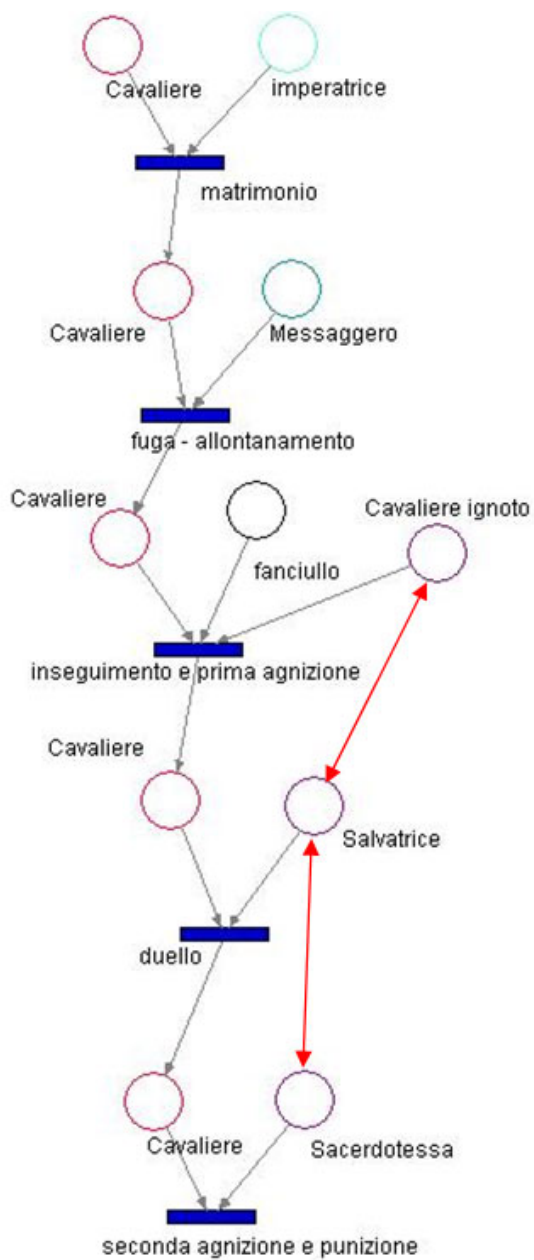 Cavaliere
imperatrice
matrimonio
Cavaliere
Messaggero
fuga - allontanamento
Cavaliere
Cavaliere ignoto
fanciullo
inseguimento e prima agnizione
Cavaliere
Salvatrice
duello
Cavaliere
Sacerdotessa
seconda agnizione e punizione